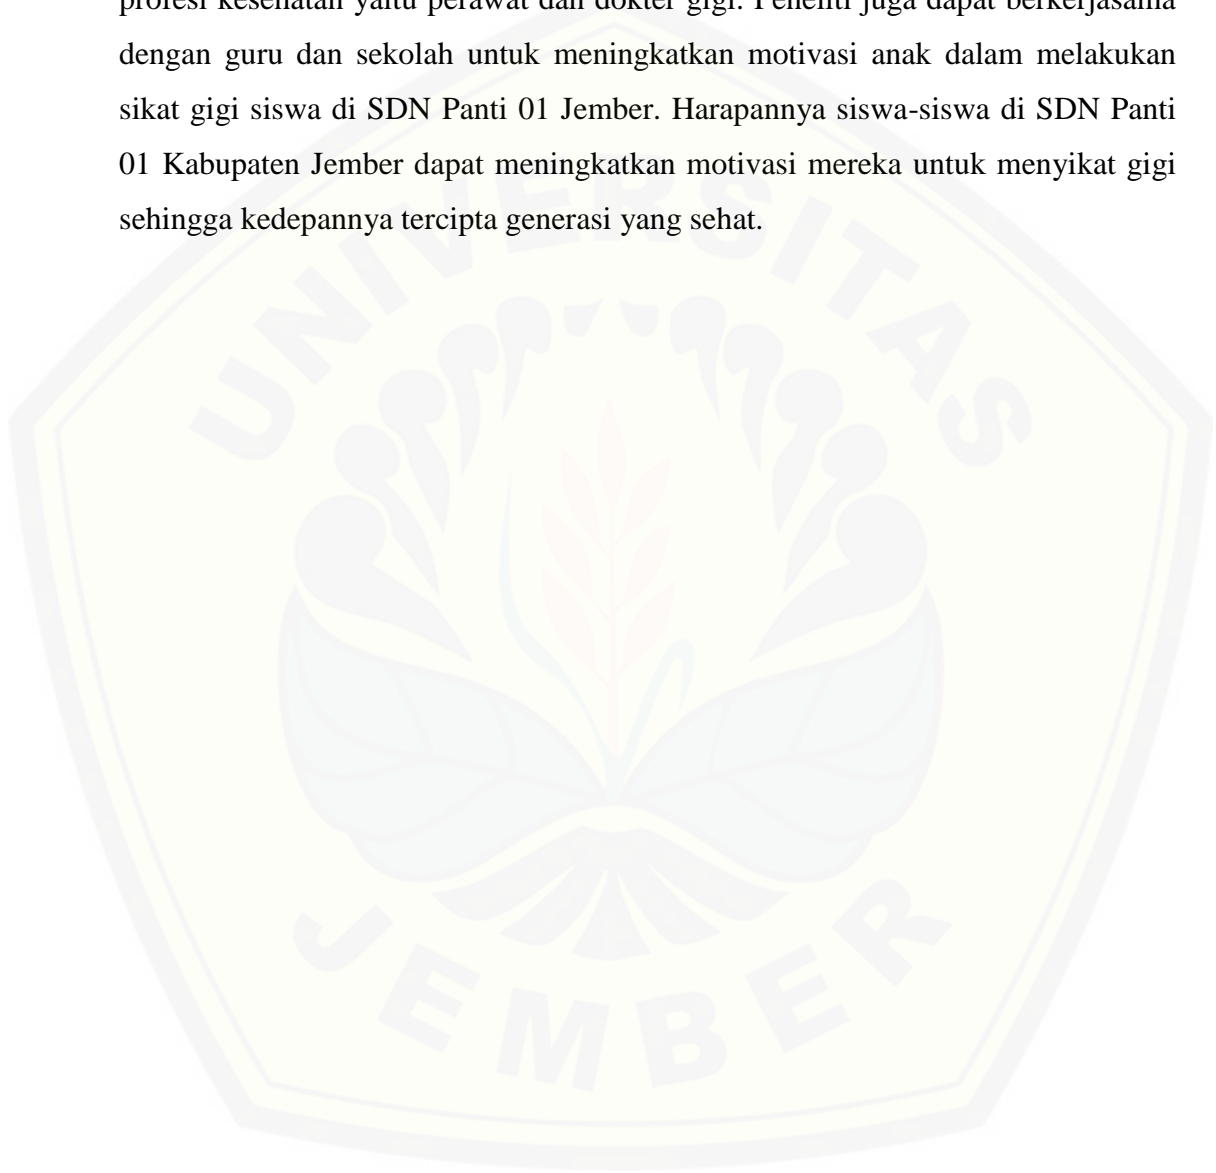 profesi kesehatan yaitu perawat dan dokter gigi. Peneliti juga dapat berkerjasama
dengan guru dan sekolah untuk meningkatkan motivasi anak dalam melakukan
sikat gigi siswa di SDN Panti 01 Jember. Harapannya siswa-siswa di SDN Panti
01 Kabupaten Jember dapat meningkatkan motivasi mereka untuk menyikat gigi
sehingga kedepannya tercipta generasi yang sehat.
UNIVERSITAS
JEMBER